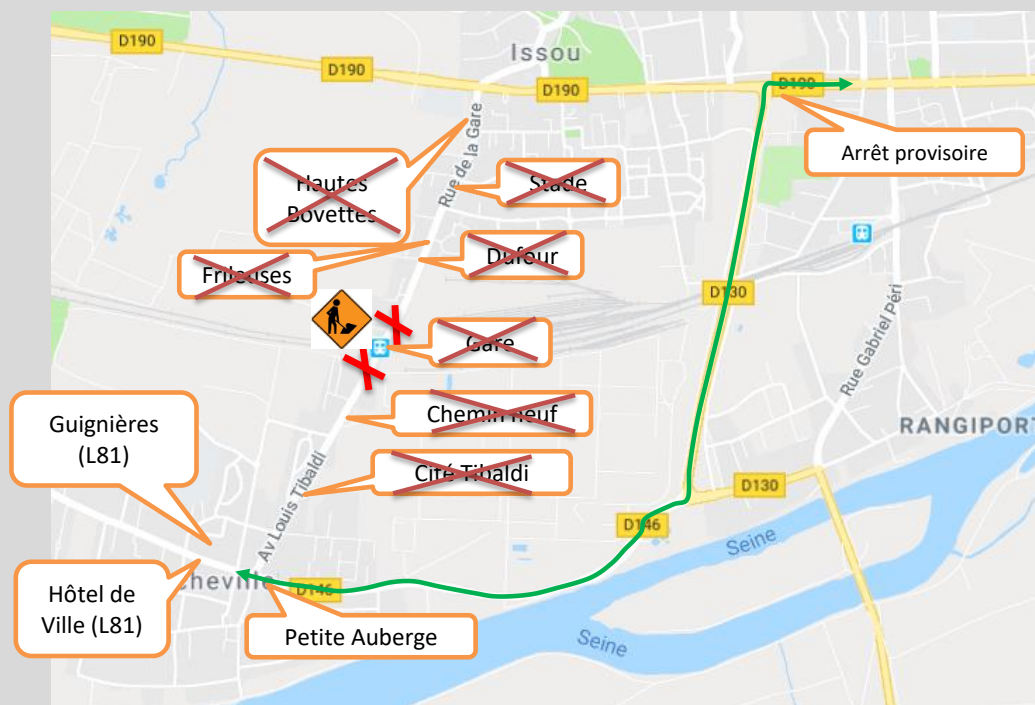 D190
Issou
D190
D190
D190
Arrêt provisoire
Rue de la Gare
Hautes
Bovettes
Stade
Frileuses
Dufour
D130
Gare
Rue Gabriel Péri
Chemin neuf
Guignières
(L81)
RANGIPORT
Cité Tibaldi
Av Louis Tibaldi
D130
D146
Seine
Hôtel de
Ville (L81)
cheville
D146
Petite Auberge
Seine